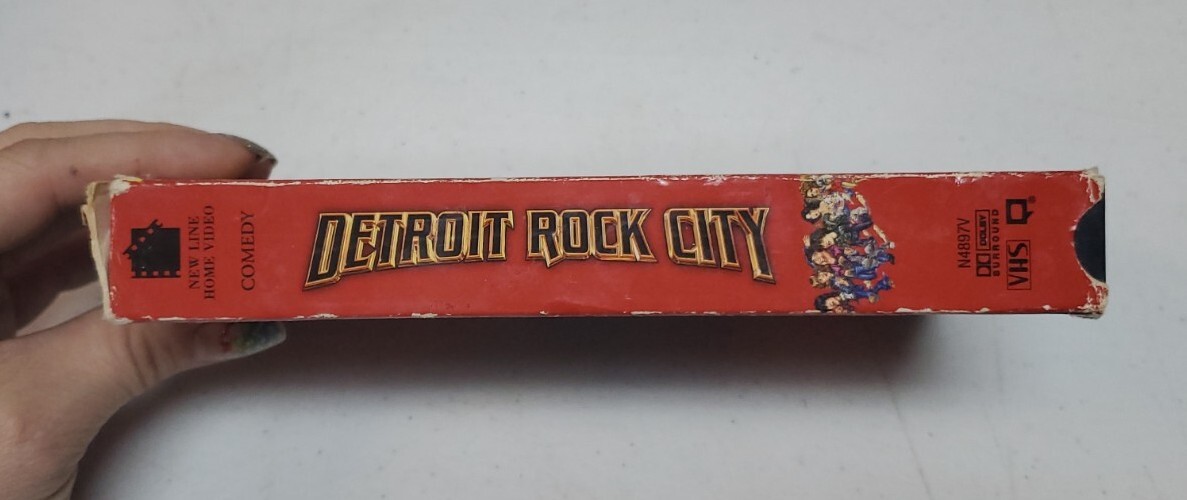 NEW LINE
HOME VIDEO
COMEDY
DETROIT ROCK CITY
N4897V
DOLBY
SURROUND
VHS
®